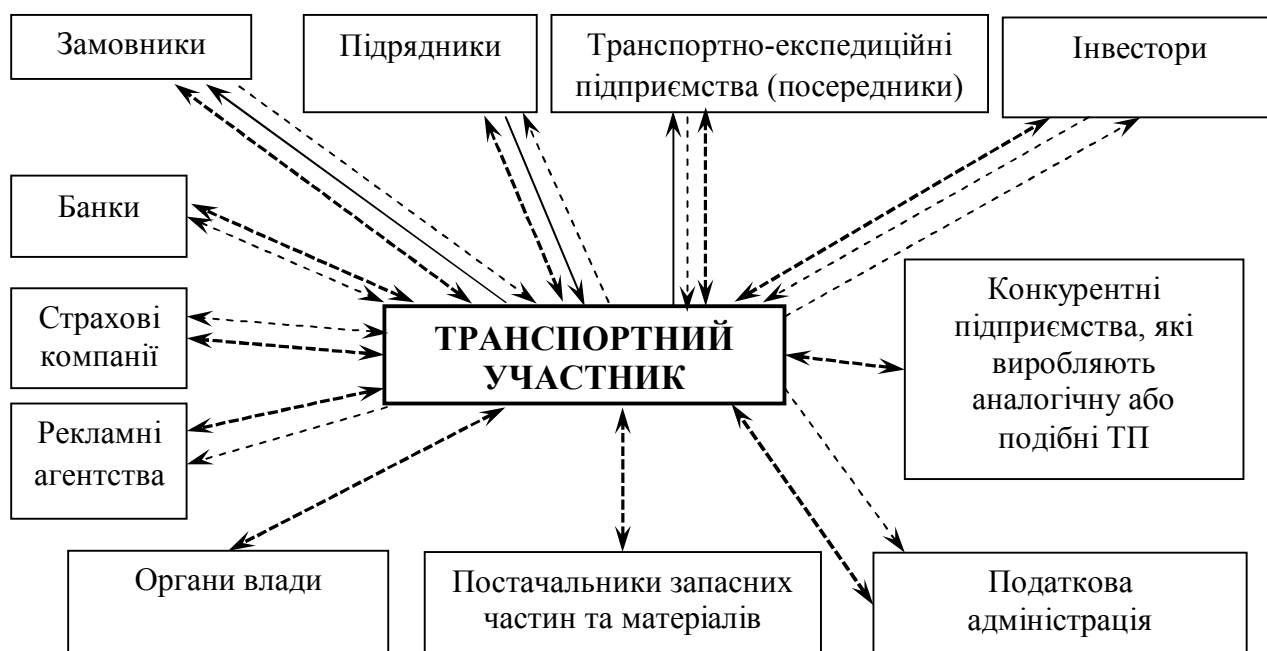 Замовники
Підрядники
Транспортно-експедиційні
підприємства (посередники)
Інвестори
Банки
Страхові
компанії
Рекламні
агентства
ТРАНСПОРТНИЙ
УЧАСТНИК
Конкурентні
підприємства, які
виробляють
аналогічну або
подібні ТП
Органи влади
Постачальники запасних
частин та матеріалів
Податкова
адміністрація